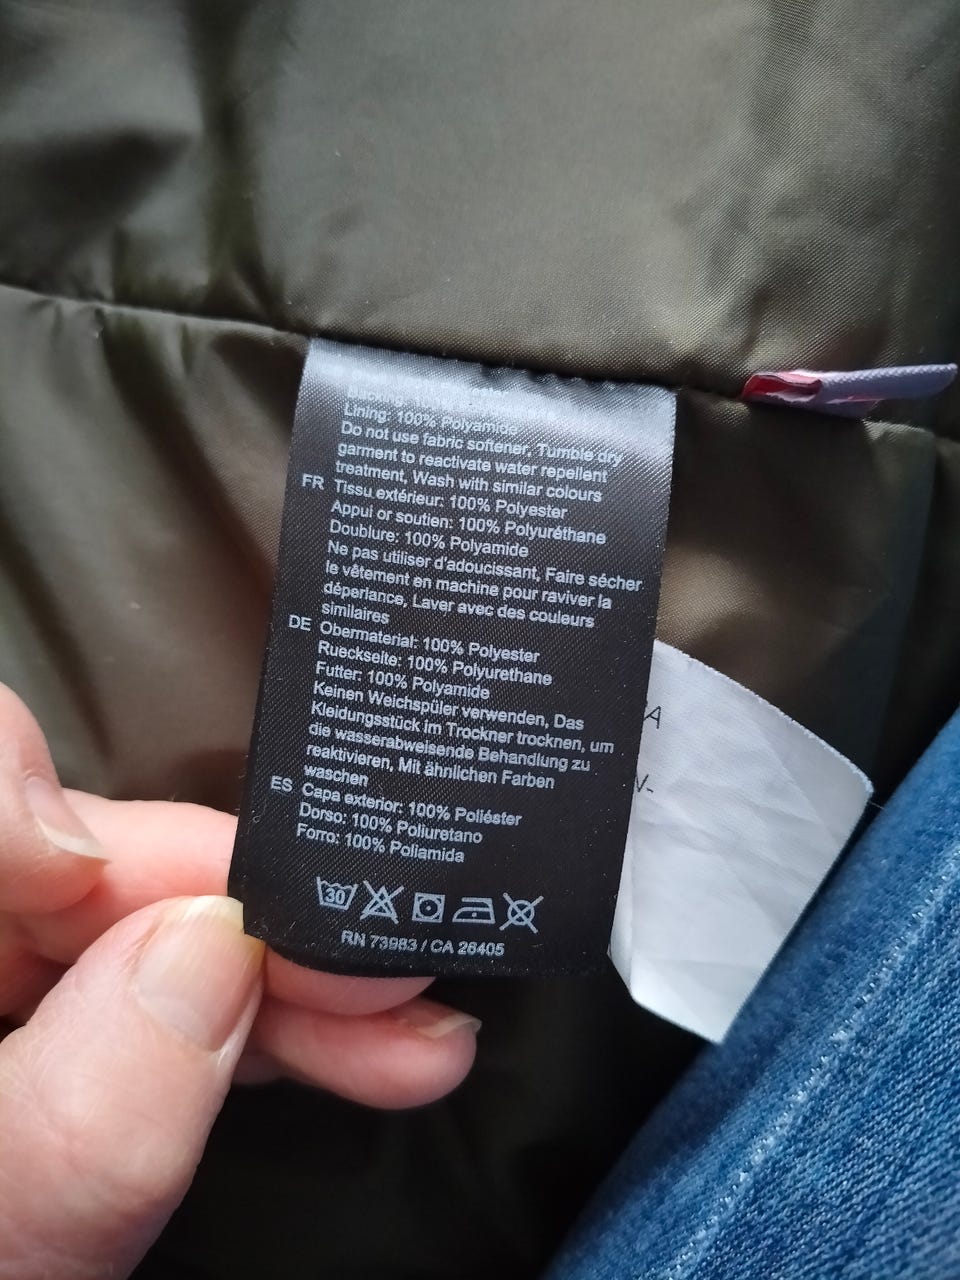 Lining: 100% Polyamide
Do not use fabric softener, Tumble dry
garment to reactivate water repellent
treatment, Wash with similar colours
FR Tissu extérieur: 100% Polyester
Appui or soutien: 100% Polyuréthane
Doublure: 100% Polyamide
Ne pas utiliser d'adoucissant, Faire sécher
le vêtement en machine pour raviver la
déperlance, Laver avec des couleurs
similaires
DE Obermaterial: 100% Polyester
Rueckseite: 100% Polyurethane
Futter: 100% Polyamide
Keinen Weichspüler verwenden, Das
Kleidungsstück im Trockner trocknen, um
die wasserabweisende Behandlung zu
reaktivieren, Mit ähnlichen Farben
waschen
ES Capa exterior: 100% Poliéster
Dorso: 100% Poliuretano
Forro: 100% Poliamida
30
RN 73983 / CA 26405
A
V-